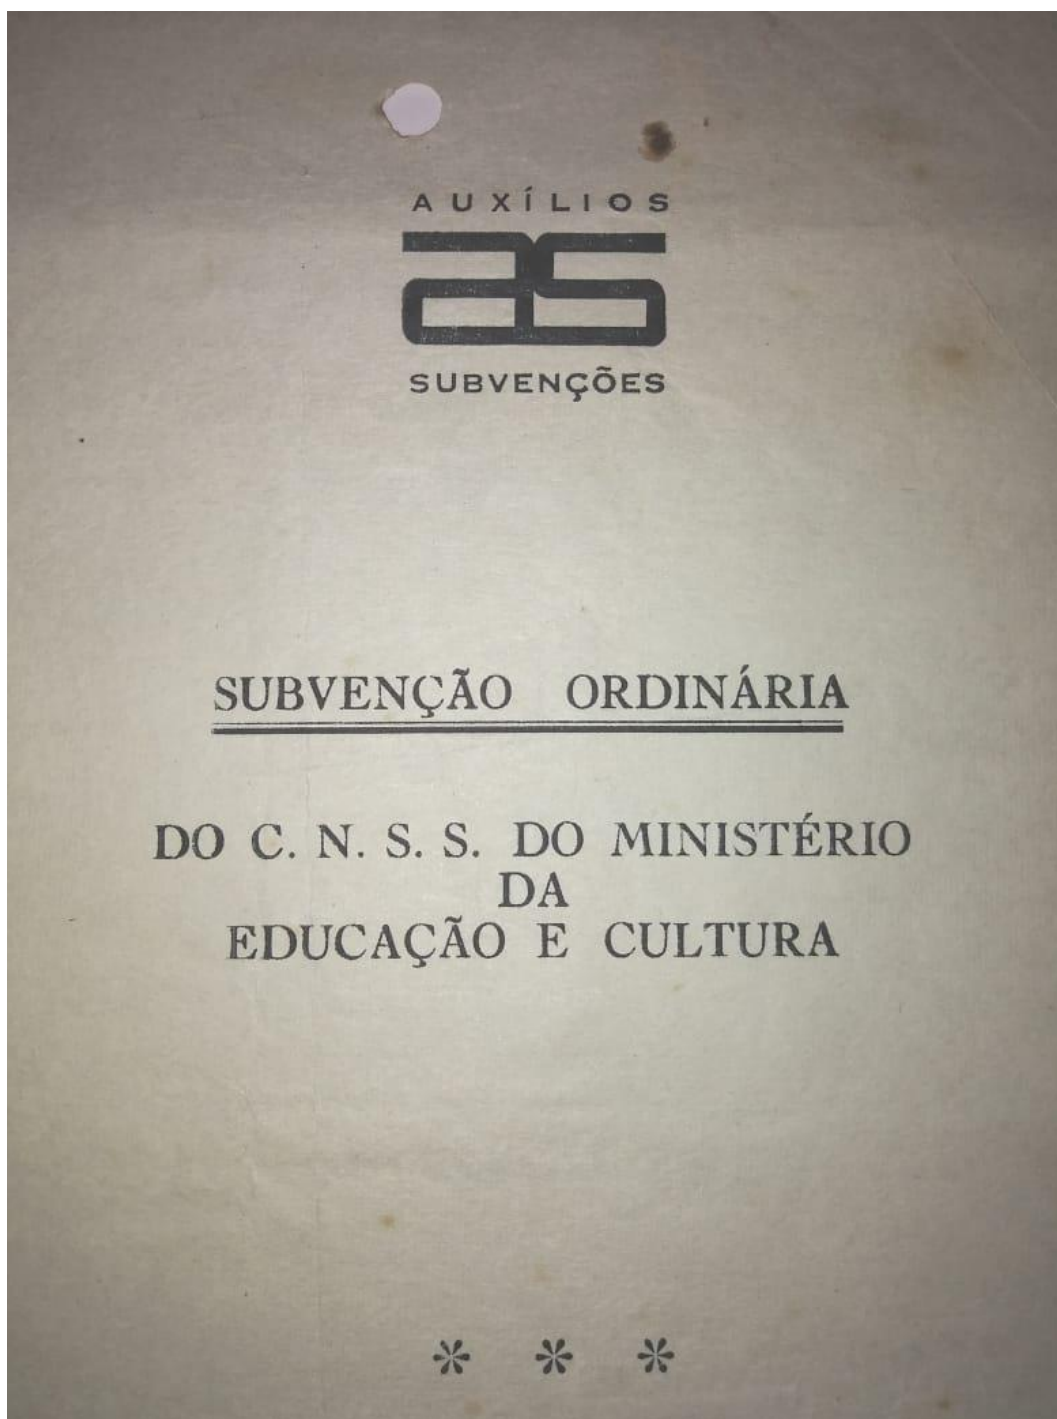 AUXÍLIOS
as
SUBVENÇÕES
SUBVENÇÃO ORDINÁRIA
DO C. N. S. S. DO MINISTÉRIO
DA
EDUCAÇÃO E CULTURA
* * *